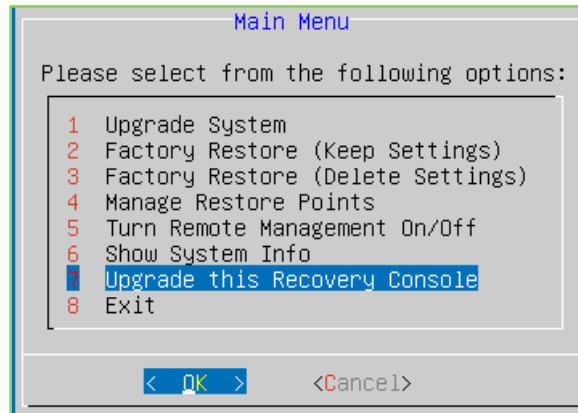 Main Menu
Please select from the following options:
1 Upgrade System
2 Factory Restore (Keep Settings)
3 Factory Restore (Delete Settings)
4 Manage Restore Points
5 Turn Remote Management On/Off
6 Show System Info
7 Upgrade this Recovery Console
8 Exit
< OK > <Cancel>